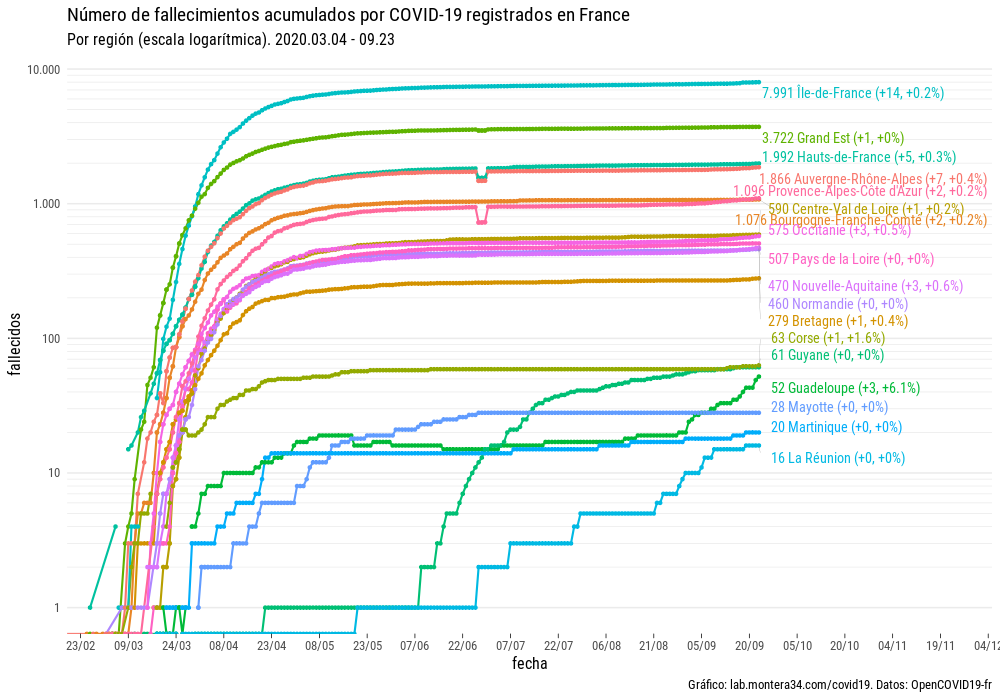 Número de fallecimientos acumulados por COVID-19 registrados en France
Por región (escala logarítmica). 2020.03.04 - 09.23
10.000
1.000
100
10
1
fallecidos
7.991 Île-de-France (+14, +0.2%)
3.722 Grand Est (+1, +0%)
1.992 Hauts-de-France (+5, +0.3%)
1.866 Auvergne-Rhône-Alpes (+7, +0.4%)
1.096 Provence-Alpes-Côte d'Azur (+2, +0.2%)
590 Centre-Val de Loire (+1, +0.2%)
1.076 Bourgogne-Franche-Comté (+2, +0.2%)
575 Occitanie (+3, +0.5%)
507 Pays de la Loire (+0, +0%)
470 Nouvelle-Aquitaine (+3, +0.6%)
460 Normandie (+0, +0%)
279 Bretagne (+1, +0.4%)
63 Corse (+1, +1.6%)
61 Guyane (+0, +0%)
52 Guadeloupe (+3, +6.1%)
28 Mayotte (+0, +0%)
20 Martinique (+0, +0%)
16 La Réunion (+0, +0%)
23/02 09/03 24/03 08/04 23/04 08/05 23/05 07/06 22/06 07/07 22/07 06/08 21/08 05/09 20/09 05/10 20/10 04/11 19/11 04/12
fecha
Gráfico: lab.montera34.com/covid19. Datos: OpenCOVID19-fr